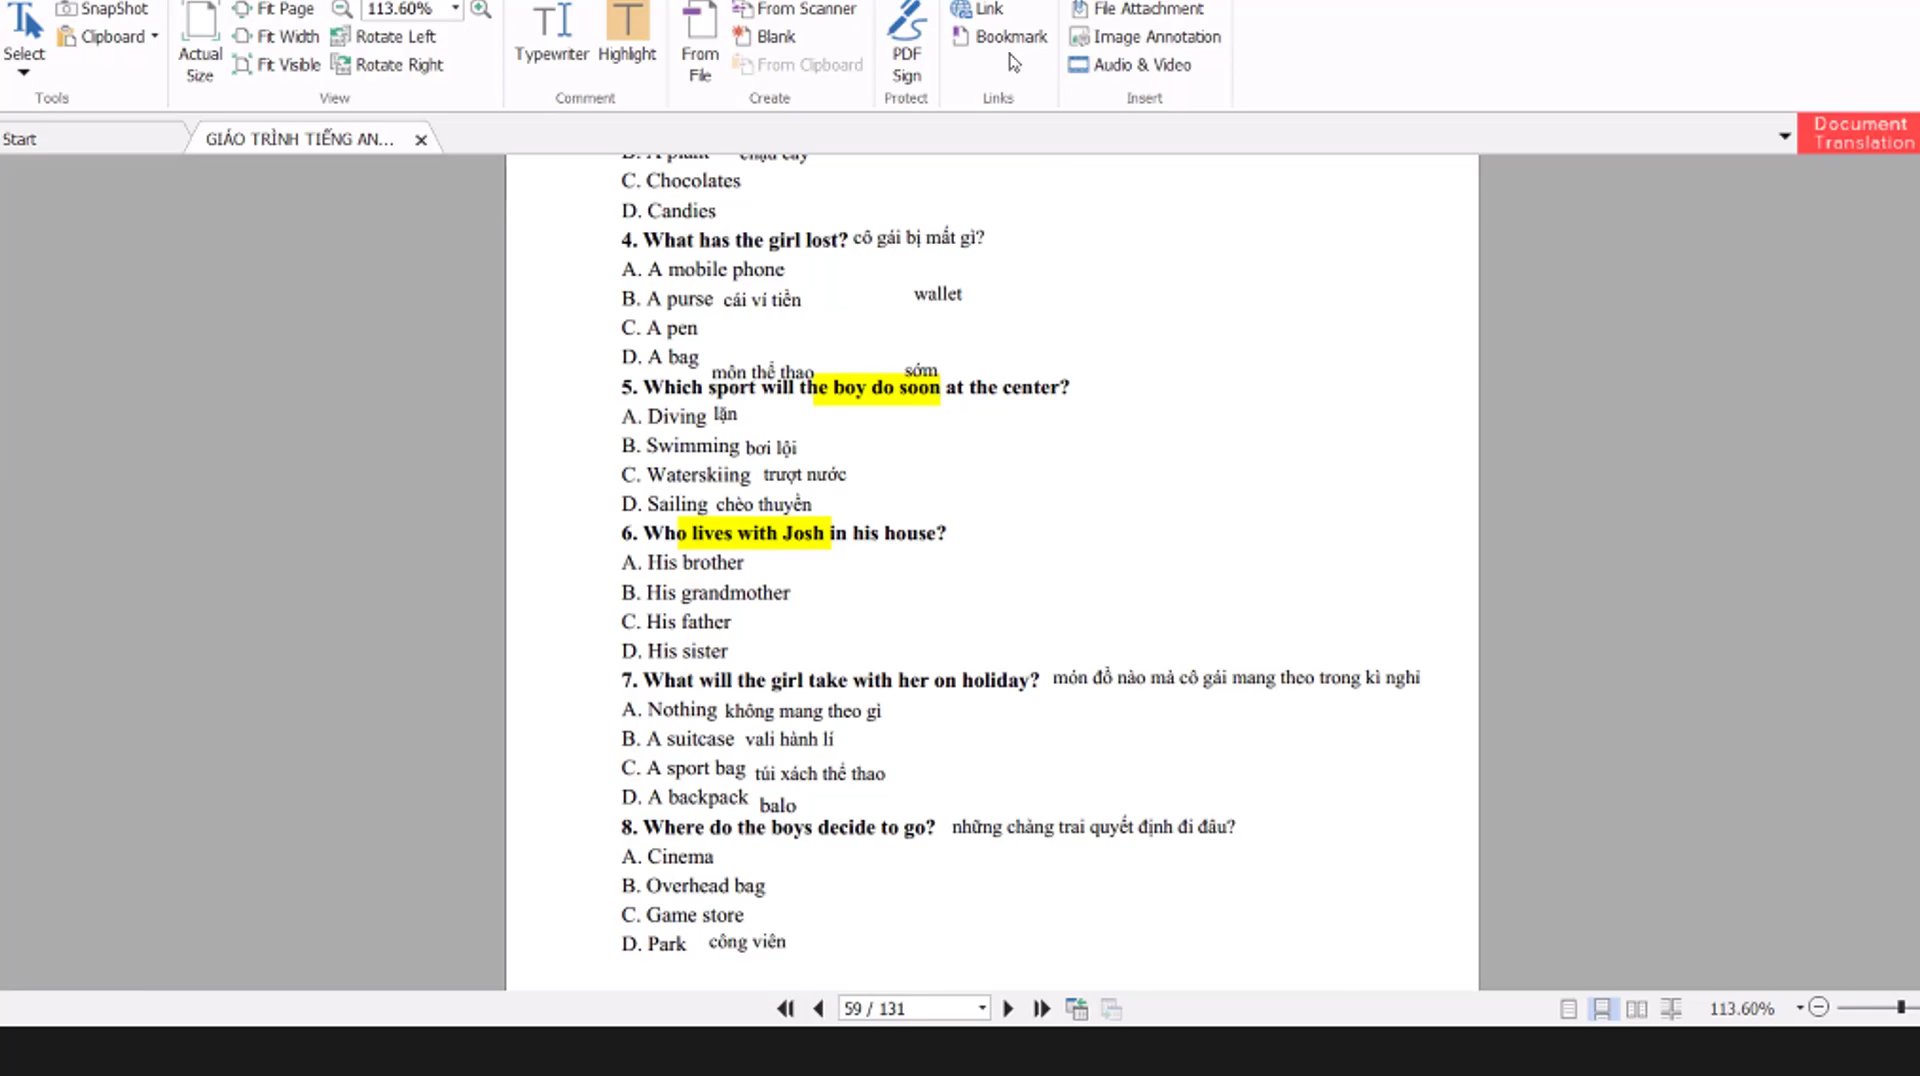 Select
SnapShot
Clipboard
Tools
Actual Size
Fit Page
Fit Width
Fit Visible
113.60%
Rotate Left
Rotate Right
View
Typewriter
Highlight
Comment
From File
From Scanner
Blank
From Clipboard
Create
PDF Sign
Protect
Link
Bookmark
Links
File Attachment
Image Annotation
Audio & Video
Insert
Start
GIÁO TRÌNH TIẾNG AN...
Document
Translation
C. Chocolates
D. Candies
4. What has the girl lost? cô gái bị mất gì?
A. A mobile phone
B. A purse cái ví tiền wallet
C. A pen
D. A bag
môn thể thao sớm
5. Which sport will the boy do soon at the center?
A. Diving lặn
B. Swimming bơi lội
C. Waterskiing trượt nước
D. Sailing chèo thuyền
6. Who lives with Josh in his house?
A. His brother
B. His grandmother
C. His father
D. His sister
7. What will the girl take with her on holiday? món đồ nào mà cô gái mang theo trong kì nghỉ
A. Nothing không mang theo gì
B. A suitcase vali hành lí
C. A sport bag túi xách thể thao
D. A backpack balo
8. Where do the boys decide to go? những chàng trai quyết định đi đâu?
A. Cinema
B. Overhead bag
C. Game store
D. Park công viên
59 / 131
113.60%